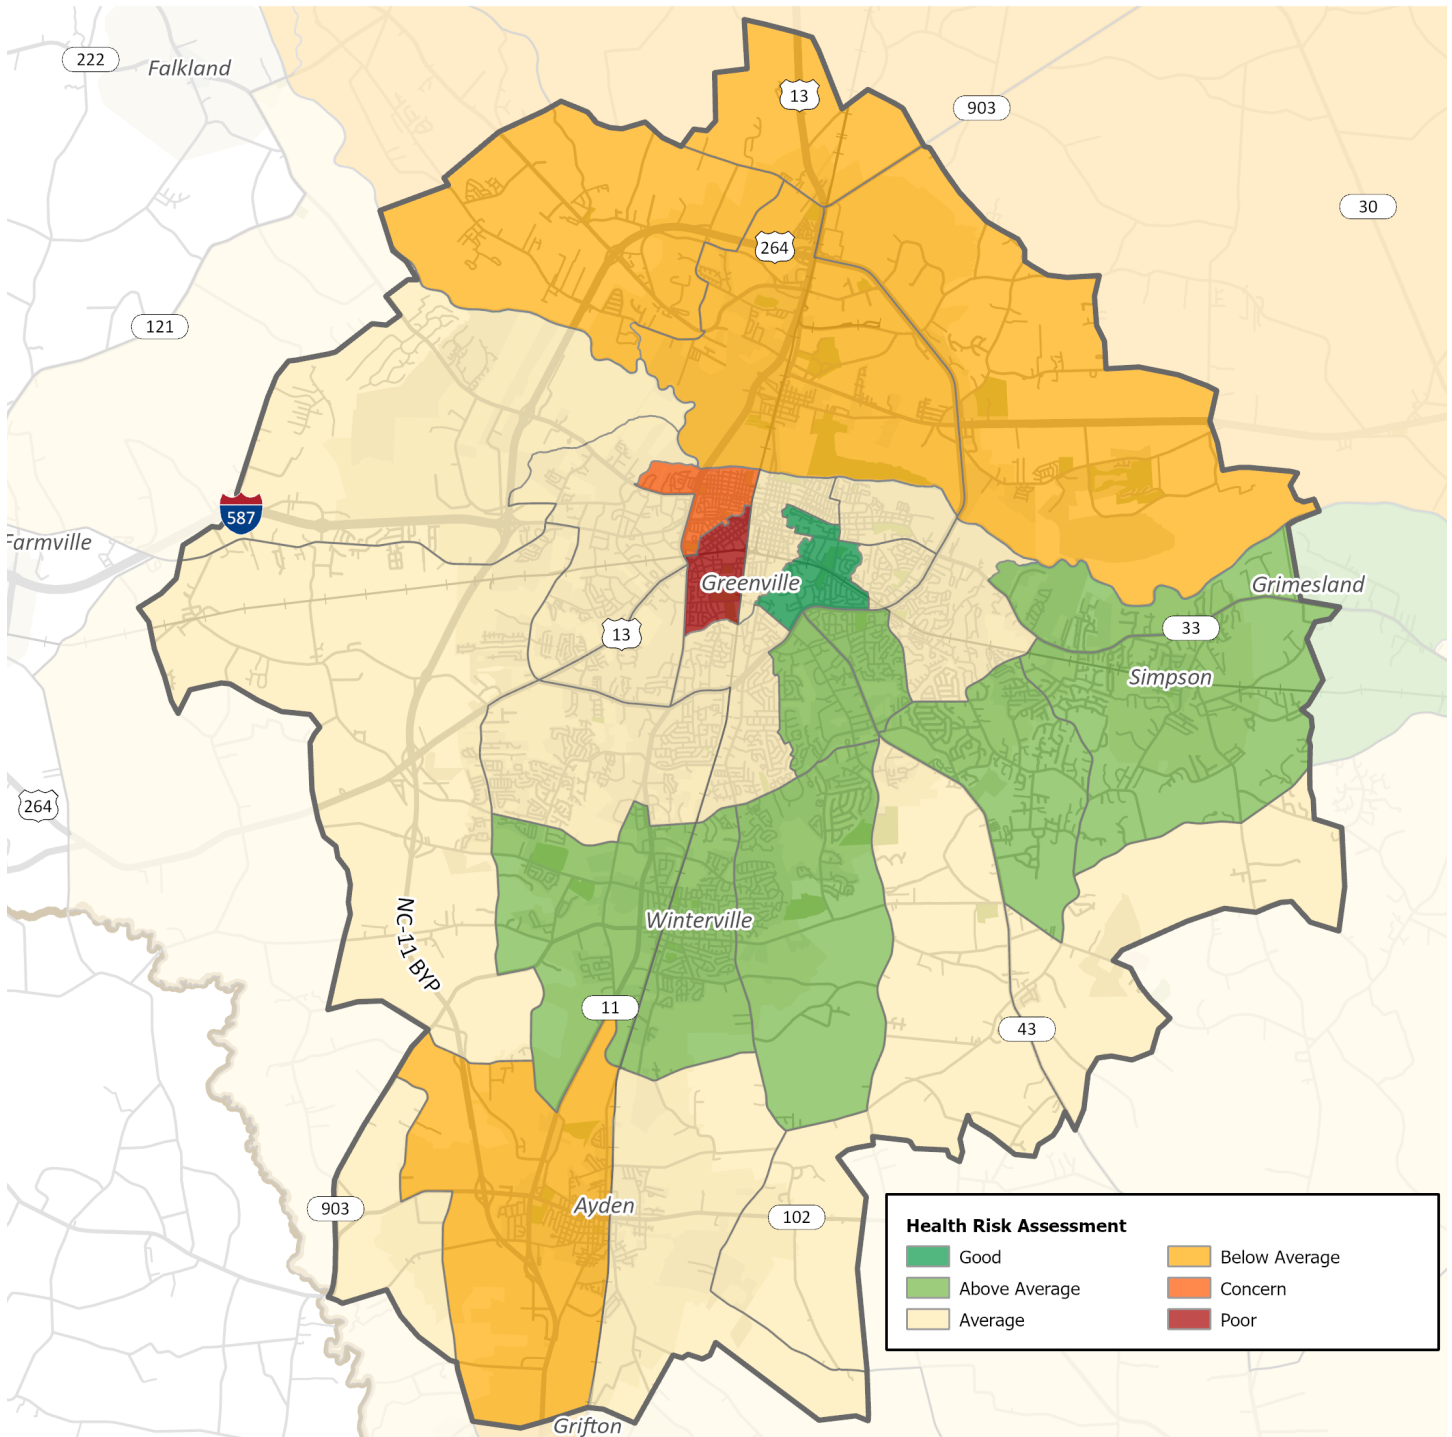 222
Falkland
13
903
30
264
121
587
Farmville
Greenville
Grimesland
13
33
Simpson
264
NC-11 BYP
Winterville
11
43
903
Ayden
102
Grifton
Health Risk Assessment
Good
Above Average
Average
Below Average
Concern
Poor